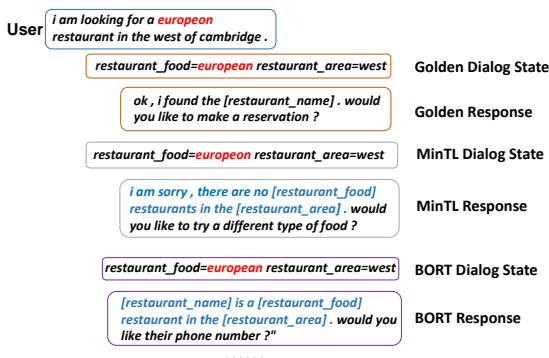 User
i am looking for a european
restaurant in the west of cambridge .
restaurant_food=european restaurant_area=west
Golden Dialog State
ok , i found the [restaurant_name] . would
you like to make a reservation ?
Golden Response
restaurant_food=european restaurant_area=west
MinTL Dialog State
i am sorry , there are no [restaurant_food]
restaurants in the [restaurant_area] . would
you like to try a different type of food ?
MinTL Response
restaurant_food=european restaurant_area=west
BORT Dialog State
[restaurant_name] is a [restaurant_food]
restaurant in the [restaurant_area] . would you
like their phone number ?"
BORT Response